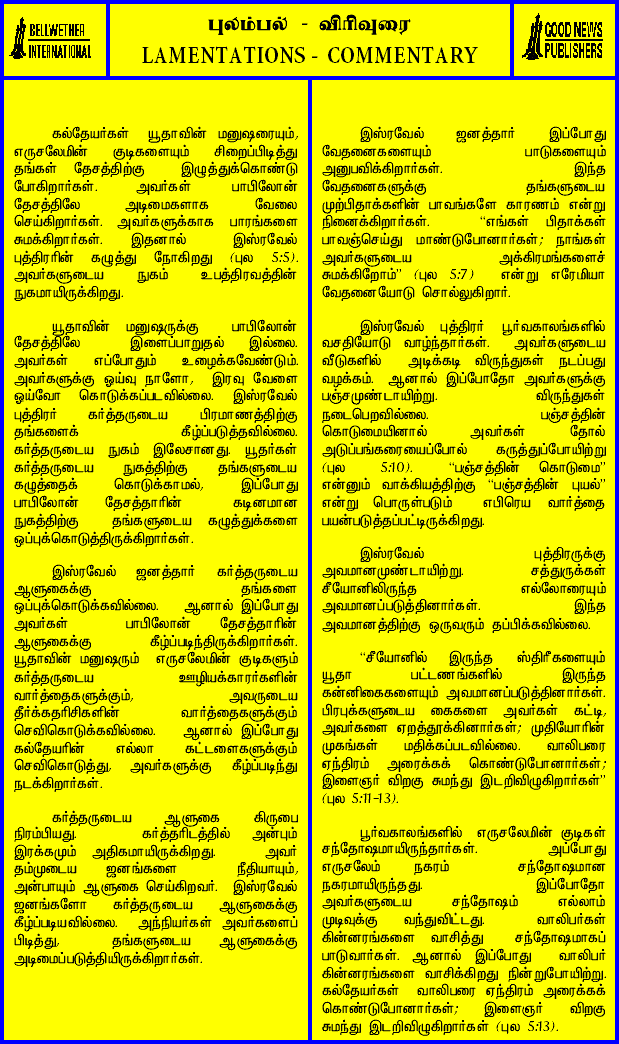 BELLWETHER
INTERNATIONAL
புலம்பல் - விரிவுரை
LAMENTATIONS - COMMENTARY
GOOD NEWS
PUBLISHERS
கல்தேயர்கள் யூதாவின் மனுஷரையும்,
எருசலேமின் குடிகளையும் சிறைப்பிடித்து
தங்கள் தேசத்திற்கு இழுத்துக்கொண்டு
போகிறார்கள். அவர்கள் பாபிலோன்
தேசத்திலே அடிமைகளாக வேலை
செய்கிறார்கள். அவர்களுக்காக பாரங்களை
சுமக்கிறார்கள். இதனால் இஸ்ரவேல்
புத்திரரின் கழுத்து நோகிறது (புல 5:5).
அவர்களுடைய நுகம் உபத்திரவத்தின்
நுகமாயிருக்கிறது.
யூதாவின் மனுஷருக்கு பாபிலோன்
தேசத்திலே இளைப்பாறுதல் இல்லை.
அவர்கள் எப்போதும் உழைக்கவேண்டும்.
அவர்களுக்கு ஓய்வு நாளோ, இரவு வேளை
ஓய்வோ கொடுக்கப்படவில்லை. இஸ்ரவேல்
புத்திரர் கர்த்தருடைய பிரமாணத்திற்கு
தங்களைக் கீழ்ப்படுத்தவில்லை.
கர்த்தருடைய நுகம் இலேசானது. யூதர்கள்
கர்த்தருடைய நுகத்திற்கு தங்களுடைய
கழுத்தைக் கொடுக்காமல், இப்போது
பாபிலோன் தேசத்தாரின் கடினமான
நுகத்திற்கு தங்களுடைய கழுத்துக்களை
ஒப்புக்கொடுத்திருக்கிறார்கள்.
இஸ்ரவேல் ஜனத்தார் கர்த்தருடைய
ஆளுகைக்கு தங்களை
ஒப்புக்கொடுக்கவில்லை. ஆனால் இப்போது
அவர்கள் பாபிலோன் தேசத்தாரின்
ஆளுகைக்கு கீழ்ப்படிந்திருக்கிறார்கள்.
யூதாவின் மனுஷரும் எருசலேமின் குடிகளும்
கர்த்தருடைய ஊழியக்காரர்களின்
வார்த்தைகளுக்கும், அவருடைய
தீர்க்கதரிசிகளின் வார்த்தைகளுக்கும்
செவிகொடுக்கவில்லை. ஆனால் இப்போது
கல்தேயரின் எல்லா கட்டளைகளுக்கும்
செவிகொடுத்து, அவர்களுக்கு கீழ்ப்படிந்து
நடக்கிறார்கள்.
கர்த்தருடைய ஆளுகை கிருபை
நிரம்பியது. கர்த்தரிடத்தில் அன்பும்
இரக்கமும் அதிகமாயிருக்கிறது. அவர்
தம்முடைய ஜனங்களை நீதியாயும்,
அன்பாயும் ஆளுகை செய்கிறவர். இஸ்ரவேல்
ஜனங்களோ கர்த்தருடைய ஆளுகைக்கு
கீழ்ப்படியவில்லை. அந்நியர்கள் அவர்களைப்
பிடித்து, தங்களுடைய ஆளுகைக்கு
அடிமைப்படுத்தியிருக்கிறார்கள்.
இஸ்ரவேல் ஜனத்தார் இப்போது
வேதனைகளையும் பாடுகளையும்
அனுபவிக்கிறார்கள். இந்த
வேதனைகளுக்கு தங்களுடைய
முற்பிதாக்களின் பாவங்களே காரணம் என்று
நினைக்கிறார்கள். "எங்கள் பிதாக்கள்
பாவஞ்செய்து மாண்டுபோனார்கள்; நாங்கள்
அவர்களுடைய அக்கிரமங்களைச்
சுமக்கிறோம்" (புல 5:7) என்று எரேமியா
வேதனையோடு சொல்லுகிறார்.
இஸ்ரவேல் புத்திரர் பூர்வகாலங்களில்
வசதியோடு வாழ்ந்தார்கள். அவர்களுடைய
வீடுகளில் அடிக்கடி விருந்துகள் நடப்பது
வழக்கம். ஆனால் இப்போதோ அவர்களுக்கு
பஞ்சமுண்டாயிற்று. விருந்துகள்
நடைபெறவில்லை. பஞ்சத்தின்
கொடுமையினால் அவர்கள் தோல்
அடுப்பங்கரையைப்போல் கருத்துப்போயிற்று
(புல 5:10). "பஞ்சத்தின் கொடுமை"
என்னும் வாக்கியத்திற்கு "பஞ்சத்தின் புயல்"
என்று பொருள்படும் எபிரெய வார்த்தை
பயன்படுத்தப்பட்டிருக்கிறது.
இஸ்ரவேல் புத்திரருக்கு
அவமானமுண்டாயிற்று. சத்துருக்கள்
சீயோனிலிருந்த எல்லோரையும்
அவமானப்படுத்தினார்கள். இந்த
அவமானத்திற்கு ஒருவரும் தப்பிக்கவில்லை.
"சீயோனில் இருந்த ஸ்திரீகளையும்
யூதா பட்டணங்களில் இருந்த
கன்னிகைகளையும் அவமானப்படுத்தினார்கள்.
பிரபுக்களுடைய கைகளை அவர்கள் கட்டி,
அவர்களை ஏறத்தூக்கினார்கள்; முதியோரின்
முகங்கள் மதிக்கப்படவில்லை. வாலிபரை
ஏந்திரம் அரைக்கக் கொண்டுபோனார்கள்;
இளைஞர் விறகு சுமந்து இடறிவிழுகிறார்கள்"
(புல 5:11-13).
பூர்வகாலங்களில் எருசலேமின் குடிகள்
சந்தோஷமாயிருந்தார்கள். அப்போது
எருசலேம் நகரம் சந்தோஷமான
நகரமாயிருந்தது. இப்போதோ
அவர்களுடைய சந்தோஷம் எல்லாம்
முடிவுக்கு வந்துவிட்டது. வாலிபர்கள்
கின்னரங்களை வாசித்து சந்தோஷமாகப்
பாடுவார்கள். ஆனால் இப்போது வாலிபர்
கின்னரங்களை வாசிக்கிறது நின்றுபோயிற்று.
கல்தேயர்கள் வாலிபரை ஏந்திரம் அரைக்கக்
கொண்டுபோனார்கள்; இளைஞர் விறகு
சுமந்து இடறிவிழுகிறார்கள் (புல 5:13).